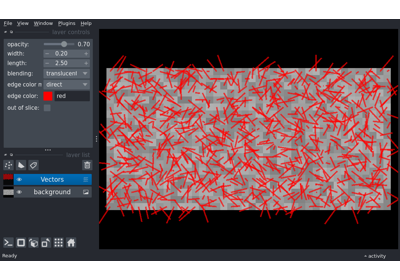 File View Window Plugins Help
layer controls
opacity: 0.70
width: 0.20
length: 2.50
blending: translucent
edge color m direct
edge color: red
out of slice:
layer list
Vectors
background
Ready
activity